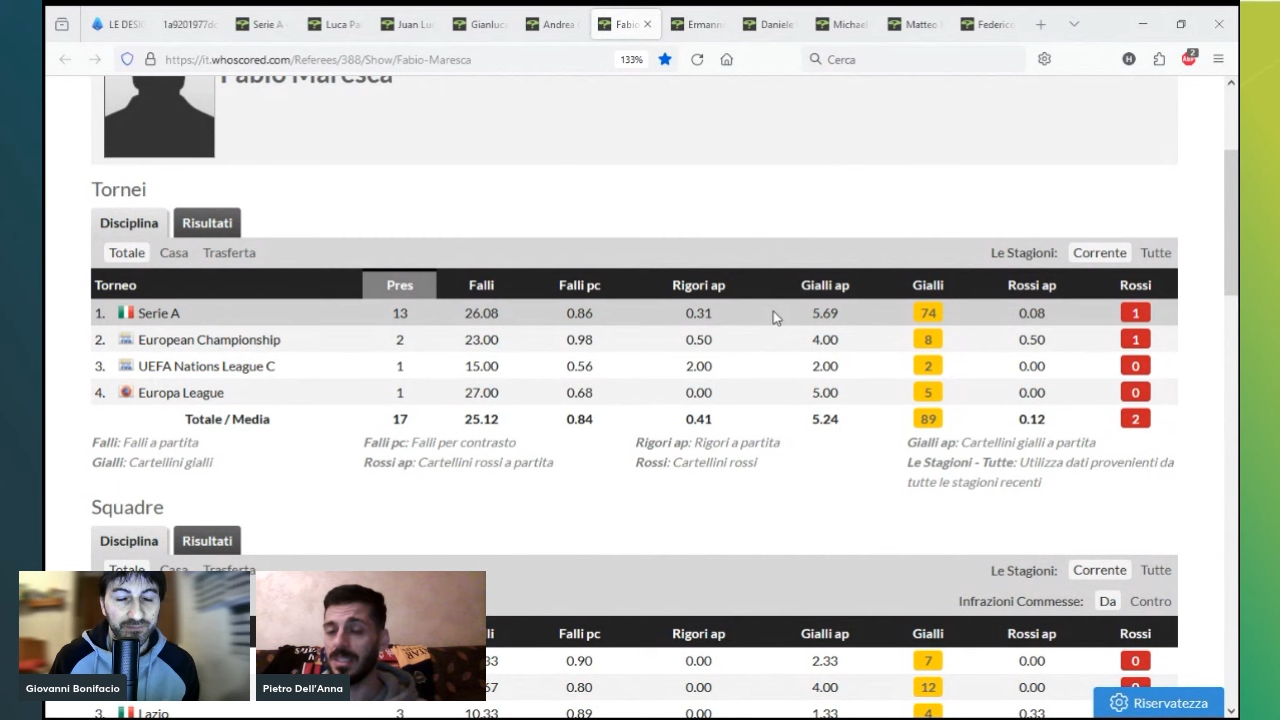 LE DESI
1a9201977dc
Serie A
Luca Pa
Juan Lu
Gianluca
Andrea
Fabio
Ermann
Daniele
Michael
Matteo
Federico
https://it.whoscored.com/Referees/388/Show/Fabio-Maresca
133%
Cerca
2
Fabio Maresca
Tornei
Disciplina Risultati
Totale Casa Trasferta Le Stagioni: Corrente Tutte
Torneo Pres Falli Falli pc Rigori ap Gialli ap Gialli Rossi ap Rossi
1. Serie A 13 26.08 0.86 0.31 5.69 74 0.08 1
2. European Championship 2 23.00 0.98 0.50 4.00 8 0.50 1
3. UEFA Nations League C 1 15.00 0.56 2.00 2.00 2 0.00 0
4. Europa League 1 27.00 0.68 0.00 5.00 5 0.00 0
Totale / Media 17 25.12 0.84 0.41 5.24 89 0.12 2
Falli: Falli a partita Falli pc: Falli per contrasto Rigori ap: Rigori a partita Gialli ap: Cartellini gialli a partita
Gialli: Cartellini gialli Rossi ap: Cartellini rossi a partita Rossi: Cartellini rossi Le Stagioni - Tutte: Utilizza dati provenienti da
tutte le stagioni recenti
Squadre
Disciplina Risultati
Totale Casa Trasferta Le Stagioni: Corrente Tutte
Infrazioni Commesse: Da Contro
Falli pc Rigori ap Gialli ap Gialli Rossi ap Rossi
33 0.90 0.00 2.33 7 0.00 0
67 0.80 0.00 4.00 12 0.00 0
3. Lazio 3 10.33 0.89 0.00 1.33 4 0.33 1
Giovanni Bonifacio
Pietro Dell'Anna
Riservatezza